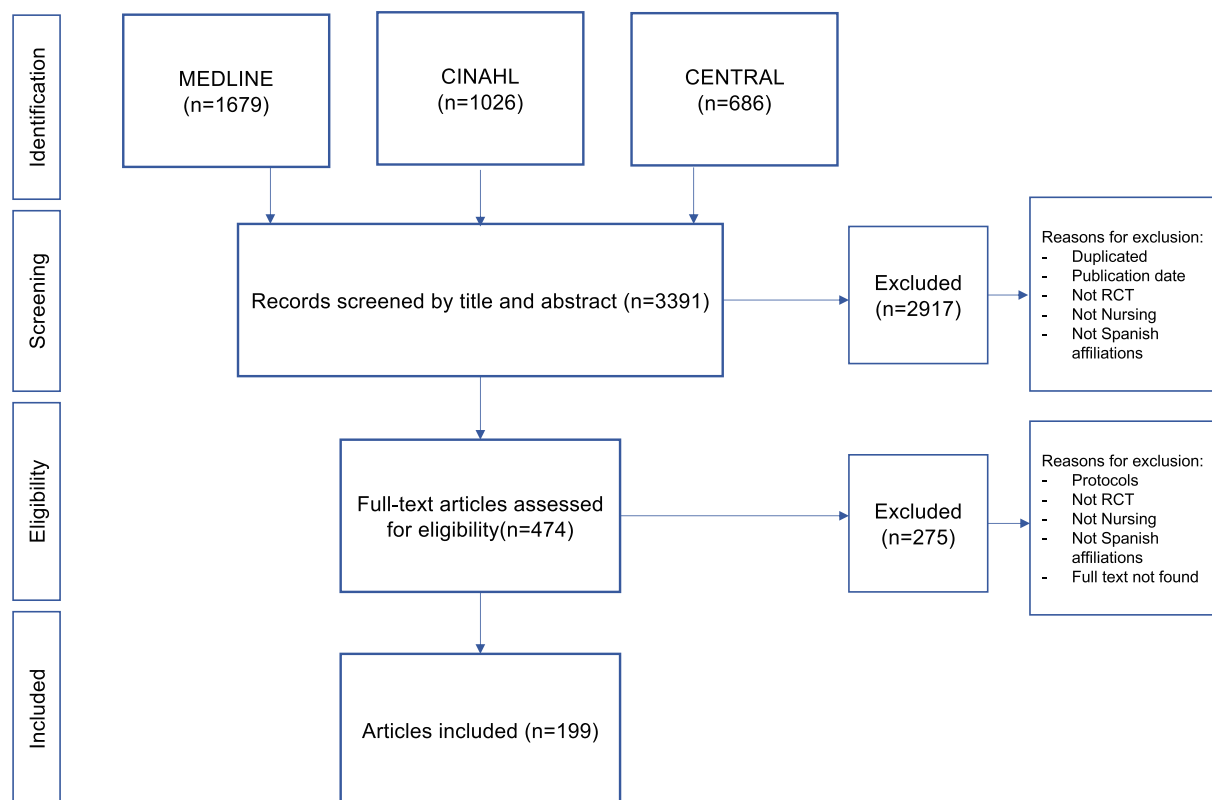 Identification
MEDLINE
(n=1679)
CINAHL
(n=1026)
CENTRAL
(n=686)
Screening
Records screened by title and abstract (n=3391)
Excluded
(n=2917)
Reasons for exclusion:
- Duplicated
- Publication date
- Not RCT
- Not Nursing
- Not Spanish
affiliations
Eligibility
Full-text articles assessed
for eligibility(n=474)
Excluded
(n=275)
Reasons for exclusion:
- Protocols
- Not RCT
- Not Nursing
- Not Spanish
affiliations
- Full text not found
Included
Articles included (n=199)